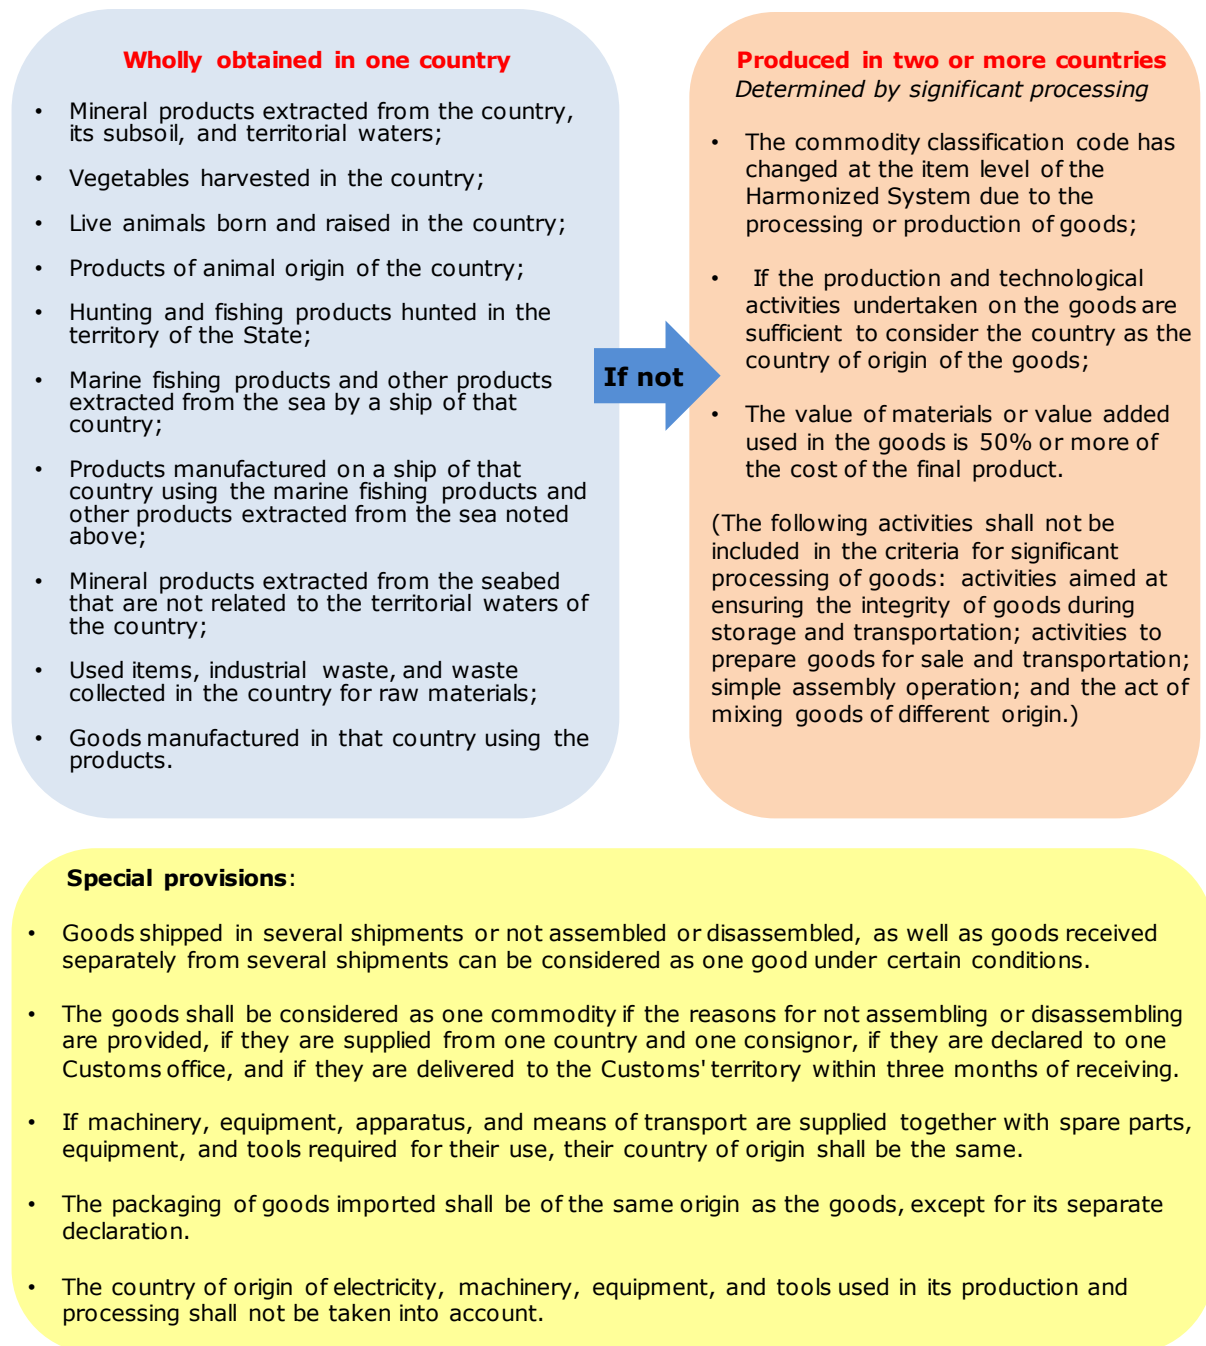 Wholly obtained in one country
• Mineral products extracted from the country,
its subsoil, and territorial waters;
• Vegetables harvested in the country;
• Live animals born and raised in the country;
• Products of animal origin of the country;
• Hunting and fishing products hunted in the
territory of the State;
• Marine fishing products and other products
extracted from the sea by a ship of that
country;
• Products manufactured on a ship of that
country using the marine fishing products and
other products extracted from the sea noted
above;
• Mineral products extracted from the seabed
that are not related to the territorial waters of
the country;
• Used items, industrial waste, and waste
collected in the country for raw materials;
• Goods manufactured in that country using the
products.
If not
Produced in two or more countries
Determined by significant processing
• The commodity classification code has
changed at the item level of the
Harmonized System due to the
processing or production of goods;
• If the production and technological
activities undertaken on the goods are
sufficient to consider the country as the
country of origin of the goods;
• The value of materials or value added
used in the goods is 50% or more of
the cost of the final product.
(The following activities shall not be
included in the criteria for significant
processing of goods: activities aimed at
ensuring the integrity of goods during
storage and transportation; activities to
prepare goods for sale and transportation;
simple assembly operation; and the act of
mixing goods of different origin.)
Special provisions:
• Goods shipped in several shipments or not assembled or disassembled, as well as goods received
separately from several shipments can be considered as one good under certain conditions.
• The goods shall be considered as one commodity if the reasons for not assembling or disassembling
are provided, if they are supplied from one country and one consignor, if they are declared to one
Customs office, and if they are delivered to the Customs' territory within three months of receiving.
• If machinery, equipment, apparatus, and means of transport are supplied together with spare parts,
equipment, and tools required for their use, their country of origin shall be the same.
• The packaging of goods imported shall be of the same origin as the goods, except for its separate
declaration.
• The country of origin of electricity, machinery, equipment, and tools used in its production and
processing shall not be taken into account.